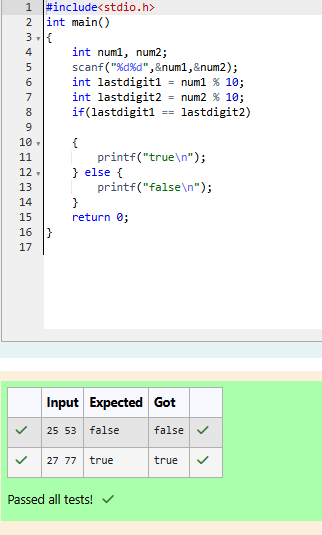 1 #include<stdio.h>
2 int main()
3 {
4     int num1, num2;
5     scanf("%d%d",&num1,&num2);
6     int lastdigit1 = num1 % 10;
7     int lastdigit2 = num2 % 10;
8     if(lastdigit1 == lastdigit2)
9
10     {
11         printf("true\n");
12     } else {
13         printf("false\n");
14     }
15     return 0;
16 }
17
Input Expected Got
25 53 false false
27 77 true true
Passed all tests!